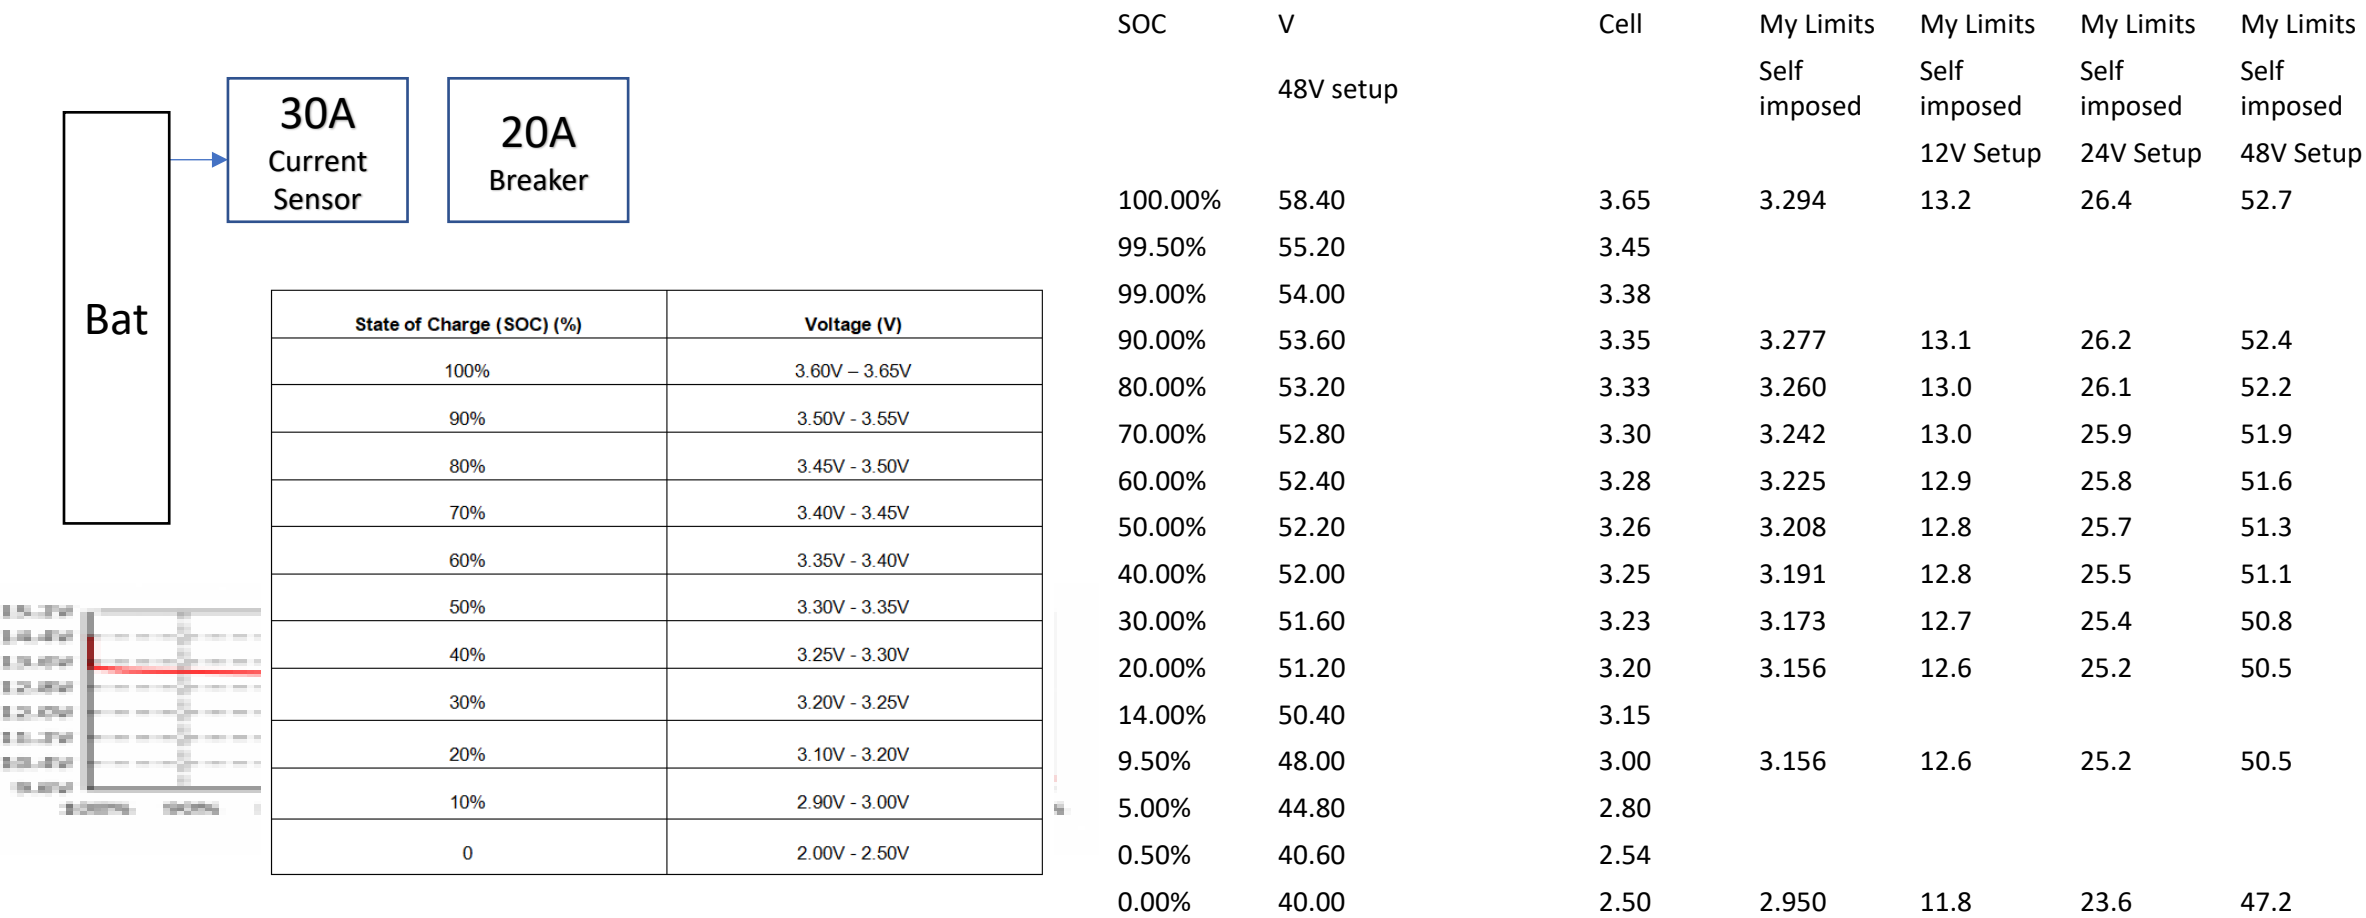 Bat
30A
Current
Sensor
20A
Breaker
State of Charge (SOC) (%) Voltage (V)
100% 3.60V – 3.65V
90% 3.50V - 3.55V
80% 3.45V - 3.50V
70% 3.40V - 3.45V
60% 3.35V - 3.40V
50% 3.30V - 3.35V
40% 3.25V - 3.30V
30% 3.20V - 3.25V
20% 3.10V - 3.20V
10% 2.90V - 3.00V
0 2.00V - 2.50V
100% 90%
SOC V Cell My Limits My Limits My Limits My Limits
48V setup Self imposed Self imposed Self imposed Self imposed
12V Setup 24V Setup 48V Setup
100.00% 58.40 3.65 3.294 13.2 26.4 52.7
99.50% 55.20 3.45
99.00% 54.00 3.38
90.00% 53.60 3.35 3.277 13.1 26.2 52.4
80.00% 53.20 3.33 3.260 13.0 26.1 52.2
70.00% 52.80 3.30 3.242 13.0 25.9 51.9
60.00% 52.40 3.28 3.225 12.9 25.8 51.6
50.00% 52.20 3.26 3.208 12.8 25.7 51.3
40.00% 52.00 3.25 3.191 12.8 25.5 51.1
30.00% 51.60 3.23 3.173 12.7 25.4 50.8
20.00% 51.20 3.20 3.156 12.6 25.2 50.5
14.00% 50.40 3.15
9.50% 48.00 3.00 3.156 12.6 25.2 50.5
5.00% 44.80 2.80
0.50% 40.60 2.54
0.00% 40.00 2.50 2.950 11.8 23.6 47.2